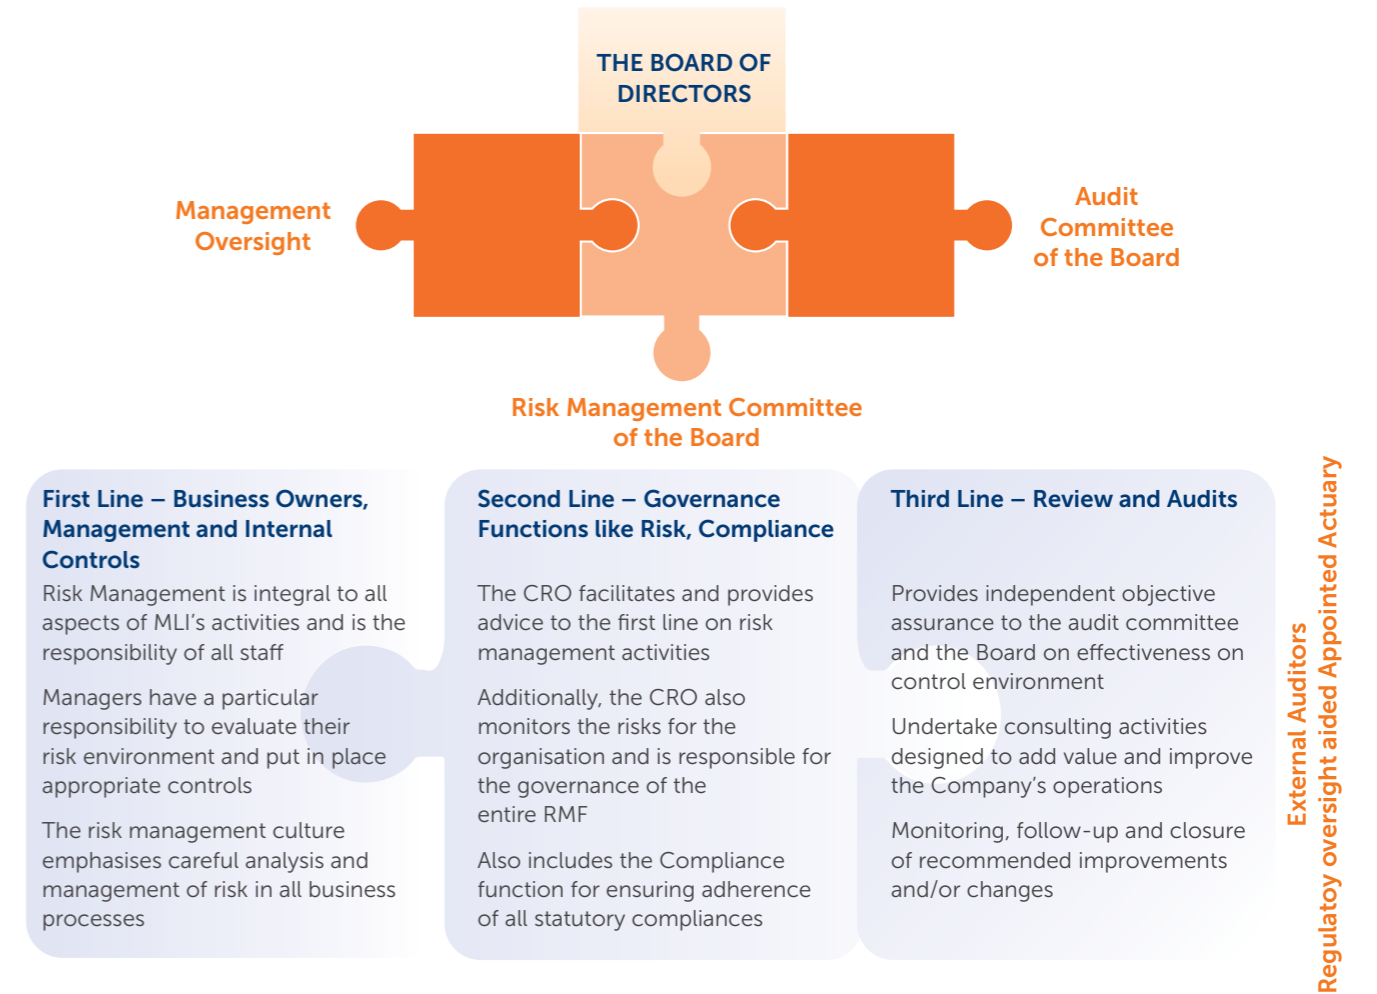 THE BOARD OF
DIRECTORS
Management
Oversight
Audit
Committee
of the Board
Risk Management Committee
of the Board
First Line – Business Owners,
Management and Internal
Controls
Risk Management is integral to all
aspects of MLI’s activities and is the
responsibility of all staff
Managers have a particular
responsibility to evaluate their
risk environment and put in place
appropriate controls
The risk management culture
emphasises careful analysis and
management of risk in all business
processes
Second Line – Governance
Functions like Risk, Compliance
The CRO facilitates and provides
advice to the first line on risk
management activities
Additionally, the CRO also
monitors the risks for the
organisation and is responsible for
the governance of the
entire RMF
Also includes the Compliance
function for ensuring adherence
of all statutory compliances
Third Line – Review and Audits
Provides independent objective
assurance to the audit committee
and the Board on effectiveness on
control environment
Undertake consulting activities
designed to add value and improve
the Company’s operations
Monitoring, follow-up and closure
of recommended improvements
and/or changes
External Auditors
Regulatoy oversight aided Appointed Actuary